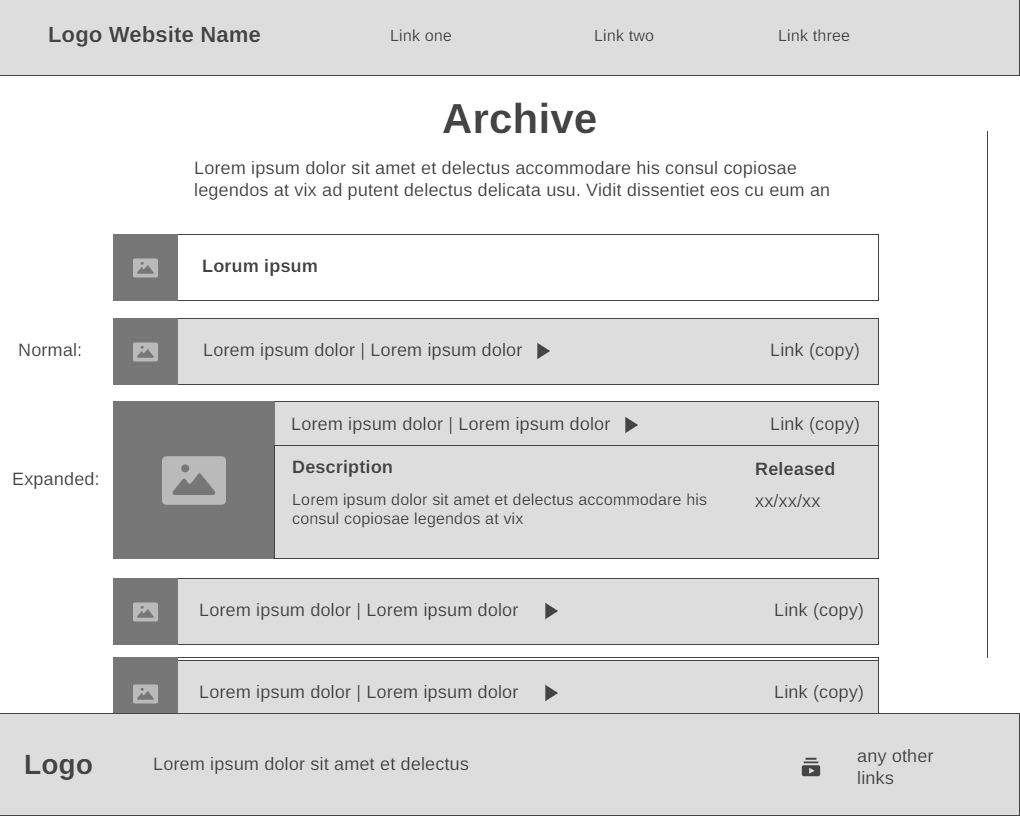 Logo Website Name
Link one
Link two
Link three
Archive
Lorem ipsum dolor sit amet et delectus accommodare his consul copiosae
legendos at vix ad putent delectus delicata usu. Vidit dissentiet eos cu eum an
Lorum ipsum
Normal:
Lorem ipsum dolor | Lorem ipsum dolor
Link (copy)
Expanded:
Lorem ipsum dolor | Lorem ipsum dolor
Link (copy)
Description
Released
Lorem ipsum dolor sit amet et delectus accommodare his
consul copiosae legendos at vix
xx/xx/xx
Lorem ipsum dolor | Lorem ipsum dolor
Link (copy)
Lorem ipsum dolor | Lorem ipsum dolor
Link (copy)
Logo
Lorem ipsum dolor sit amet et delectus
any other
links